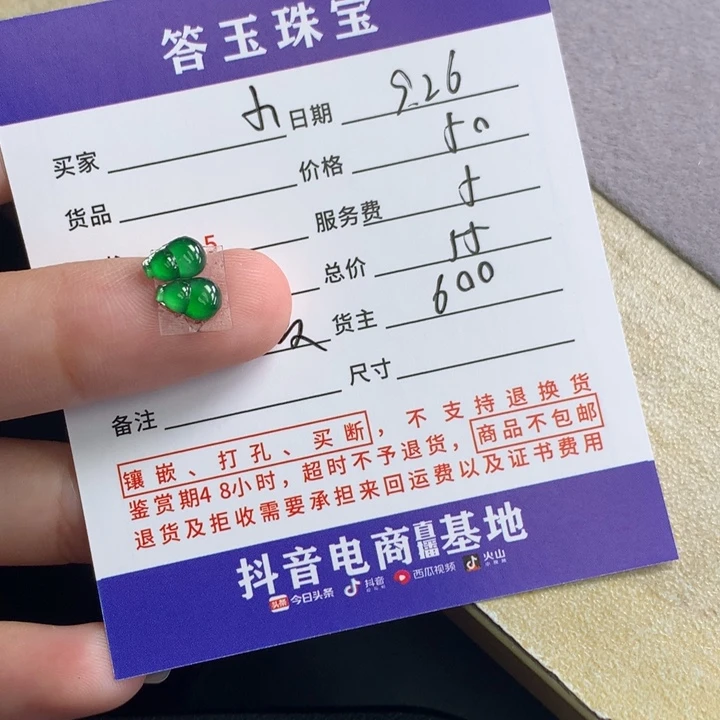 答玉珠宝
买家 日期 9.26
货品 价格 50
5 服务费 5
总价 55
货主 600
备注 尺寸
镶嵌、打孔、买断，不支持退换货
鉴赏期48小时，超时不予退货，商品不包邮
退货及拒收需要承担来回运费以及证书费用
抖音电商直播基地
头条 今日头条 抖音 西瓜视频 火山